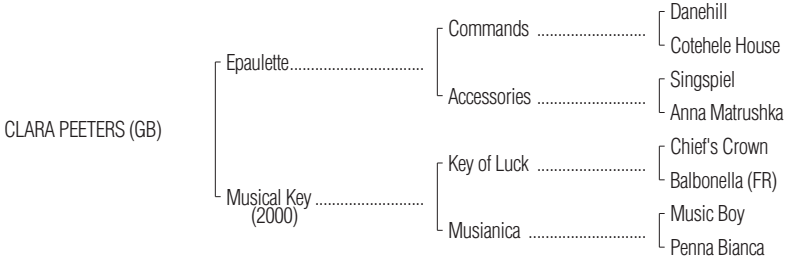 Danehill
Commands ..........................
Cotehele House
Epaulette................................
Singspiel
Accessories ..........................
Anna Matrushka
CLARA PEETERS (GB)
Chief's Crown
Key of Luck ..........................
Balbonella (FR)
Musical Key ..........................
(2000)
Music Boy
Musianica ............................
Penna Bianca